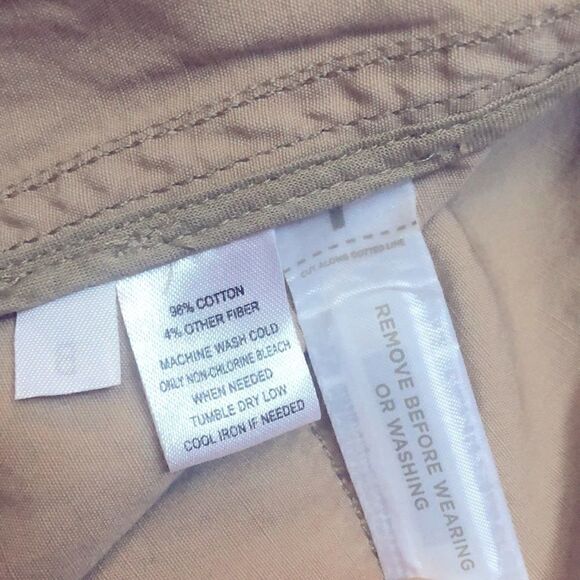 96% COTTON
4% OTHER FIBER
MACHINE WASH COLD
ONLY NON-CHLORINE BLEACH
WHEN NEEDED
TUMBLE DRY LOW
COOL IRON IF NEEDED
CUT ALONG DOTTED LINE
REMOVE BEFORE WEARING
OR WASHING